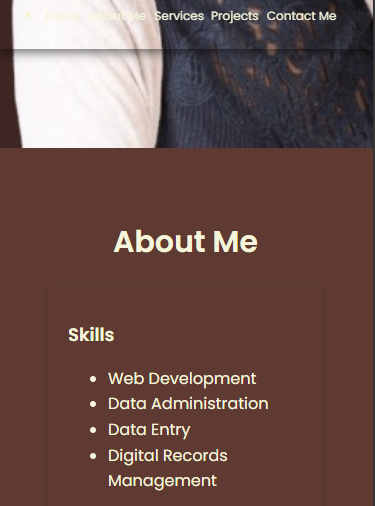 Home About Me Services Projects Contact Me
About Me
Skills
Web Development
Data Administration
Data Entry
Digital Records
Management